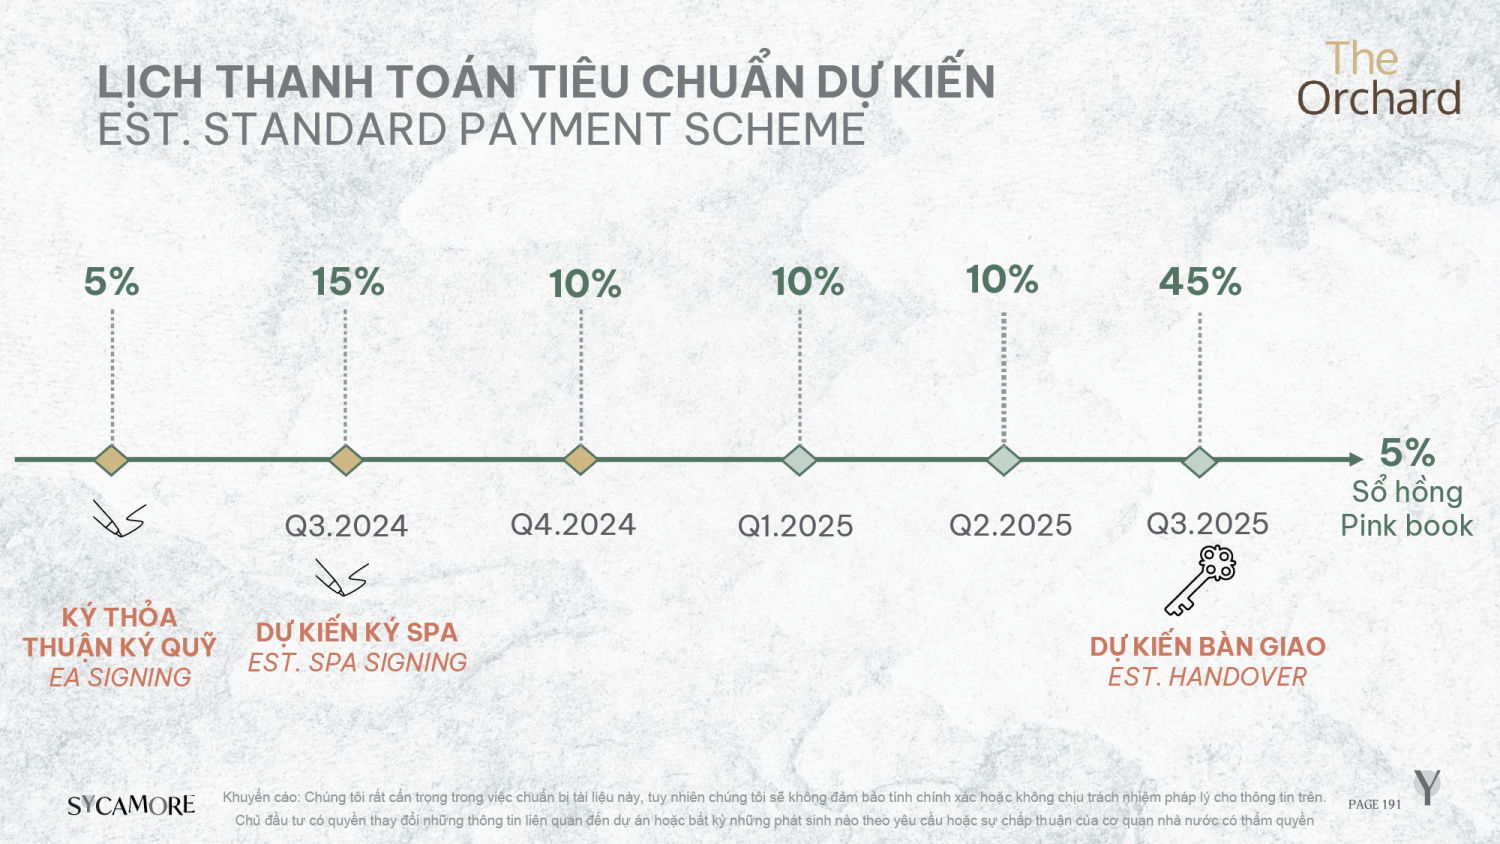 LỊCH THANH TOÁN TIÊU CHUẨN DỰ KIẾN
EST. STANDARD PAYMENT SCHEME
The
Orchard
5%
15%
10%
10%
10%
45%
5%
Sổ hồng
Pink book
Q3.2024
Q4.2024
Q1.2025
Q2.2025
Q3.2025
KÝ THỎA
THUẬN KÝ QUỸ
EA SIGNING
DỰ KIẾN KÝ SPA
EST. SPA SIGNING
DỰ KIẾN BÀN GIAO
EST. HANDOVER
SYCAMORE
Khuyến cáo: Chúng tôi rất cẩn trọng trong việc chuẩn bị tài liệu này, tuy nhiên chúng tôi sẽ không đảm bảo tính chính xác hoặc không chịu trách nhiệm pháp lý cho thông tin trên.
Chủ đầu tư có quyền thay đổi những thông tin liên quan đến dự án hoặc bất kỳ những phát sinh nào theo yêu cầu hoặc sự chấp thuận của cơ quan nhà nước có thẩm quyền
PAGE 191
Y